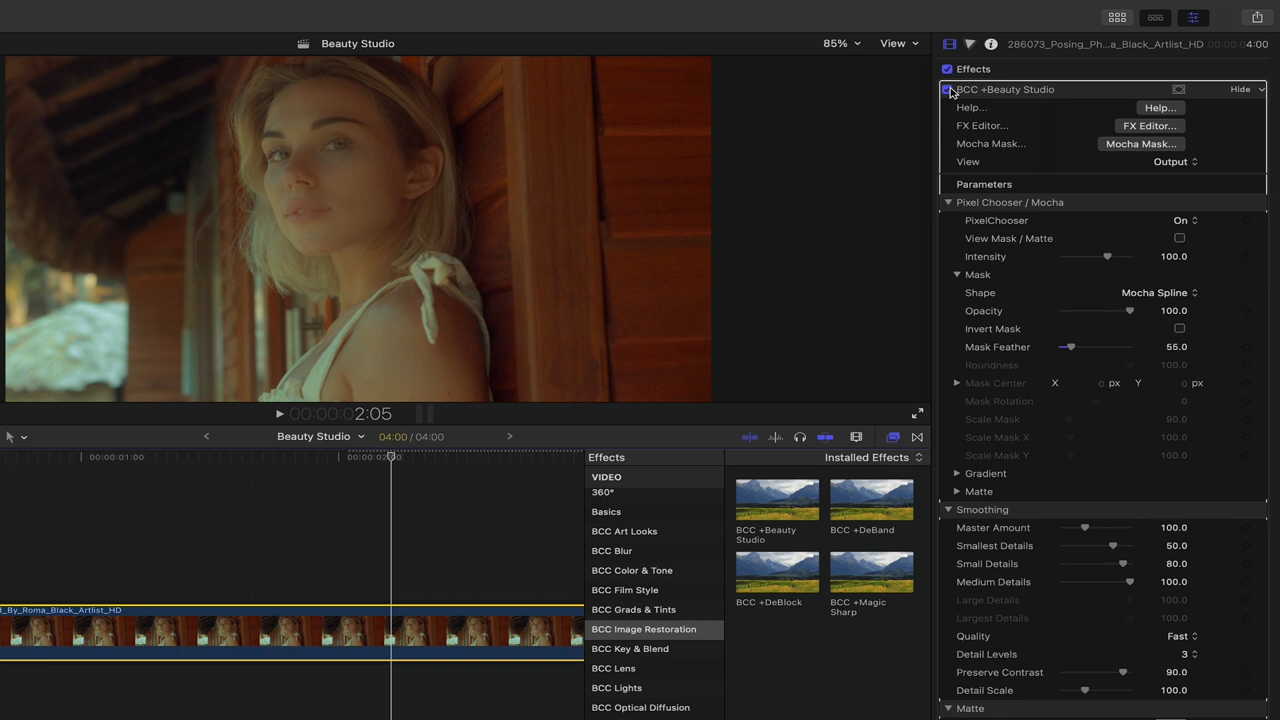 Beauty Studio
85%
View
286073_Posing_Ph...a_Black_Artlist_HD
00:00:04:00
Effects
BCC +Beauty Studio
Hide
Help...
Help...
FX Editor...
FX Editor...
Mocha Mask...
Mocha Mask...
View
Output
Parameters
Pixel Chooser / Mocha
PixelChooser
On
View Mask / Matte
Intensity
100.0
Mask
Shape
Mocha Spline
Opacity
100.0
Invert Mask
Mask Feather
55.0
Roundness
100.0
Mask Center
X
0 px
Y
0 px
Mask Rotation
0
Scale Mask
90.0
Scale Mask X
100.0
Scale Mask Y
100.0
Gradient
Matte
Smoothing
Master Amount
100.0
Smallest Details
50.0
Small Details
80.0
Medium Details
100.0
Large Details
100.0
Largest Details
100.0
Quality
Fast
Detail Levels
3
Preserve Contrast
90.0
Detail Scale
100.0
Matte
00:00:02:05
Beauty Studio
04:00 / 04:00
00:00:01:00
00:00:02:00
l_By_Roma_Black_Artlist_HD
Effects
Installed Effects
VIDEO
360°
Basics
BCC Art Looks
BCC Blur
BCC Color & Tone
BCC Film Style
BCC Grads & Tints
BCC Image Restoration
BCC Key & Blend
BCC Lens
BCC Lights
BCC Optical Diffusion
BCC +Beauty
Studio
BCC +DeBand
BCC +DeBlock
BCC +Magic
Sharp